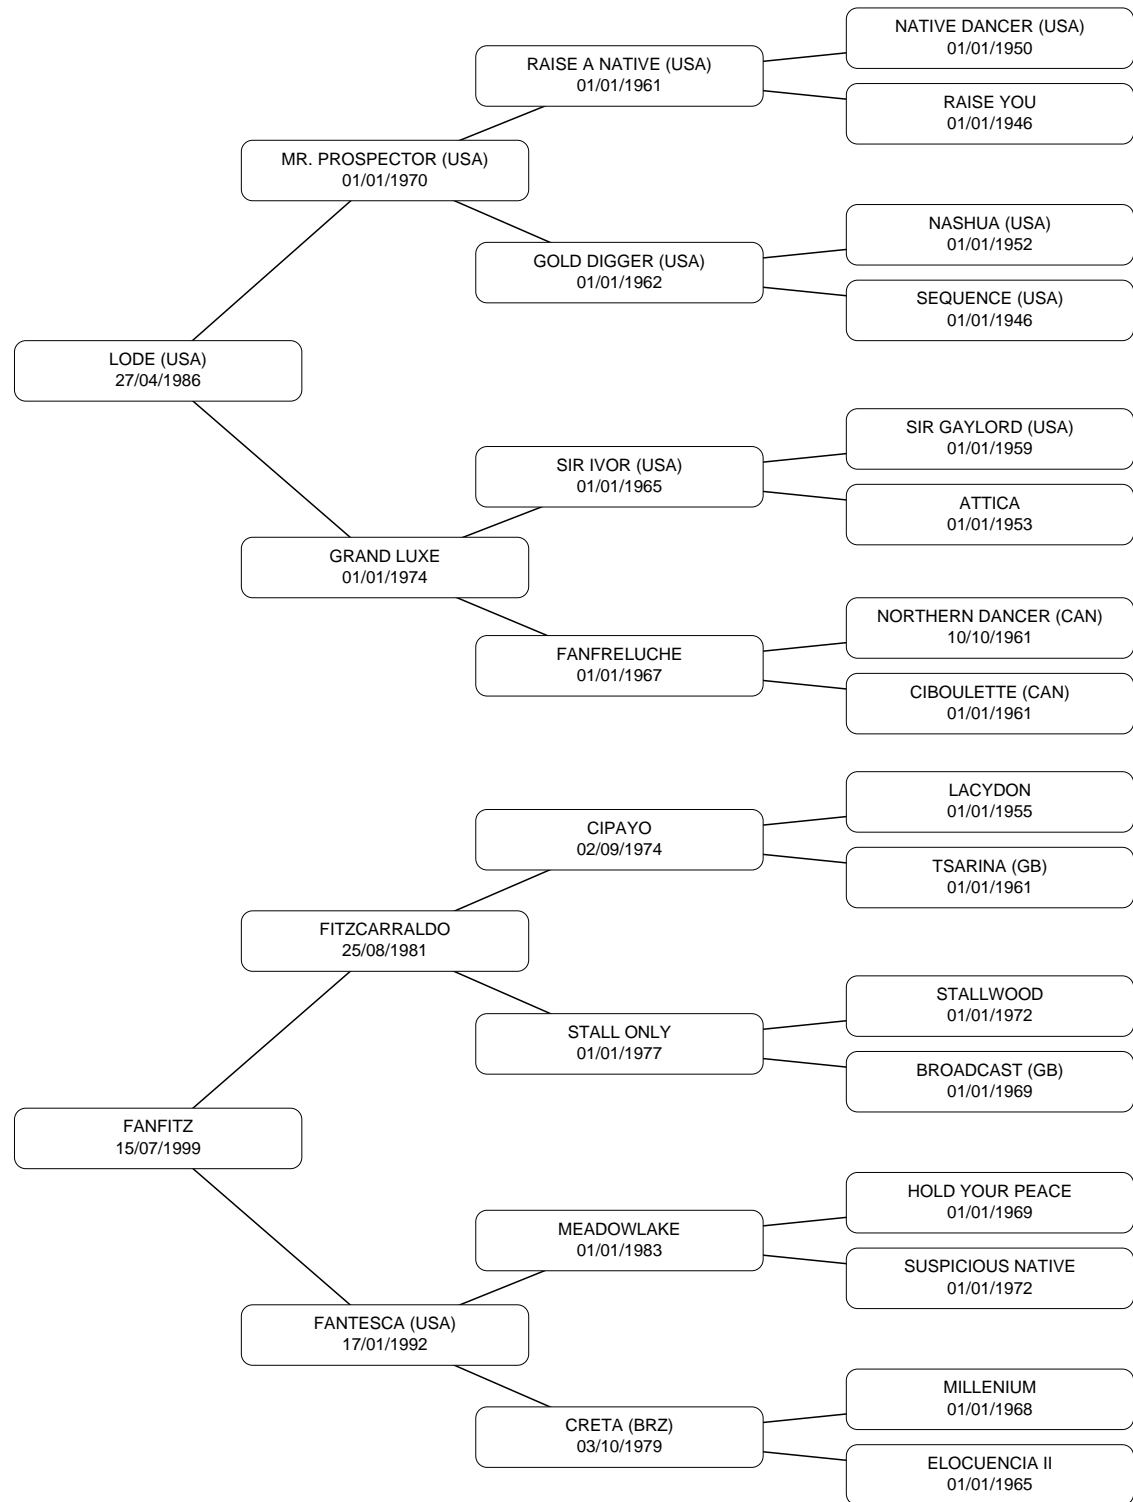 NATIVE DANCER (USA)
01/01/1950
RAISE A NATIVE (USA)
01/01/1961
RAISE YOU
01/01/1946
MR. PROSPECTOR (USA)
01/01/1970
NASHUA (USA)
01/01/1952
GOLD DIGGER (USA)
01/01/1962
SEQUENCE (USA)
01/01/1946
LODE (USA)
27/04/1986
SIR GAYLORD (USA)
01/01/1959
SIR IVOR (USA)
01/01/1965
ATTICA
01/01/1953
GRAND LUXE
01/01/1974
NORTHERN DANCER (CAN)
10/10/1961
FANFRELUCHE
01/01/1967
CIBOULETTE (CAN)
01/01/1961
LACYDON
01/01/1955
CIPAYO
02/09/1974
TSARINA (GB)
01/01/1961
FITZCARRALDO
25/08/1981
STALLWOOD
01/01/1972
STALL ONLY
01/01/1977
BROADCAST (GB)
01/01/1969
FANFITZ
15/07/1999
HOLD YOUR PEACE
01/01/1969
MEADOWLAKE
01/01/1983
SUSPICIOUS NATIVE
01/01/1972
FANTESCA (USA)
17/01/1992
MILLENIUM
01/01/1968
CRETA (BRZ)
03/10/1979
ELOCUENCIA II
01/01/1965